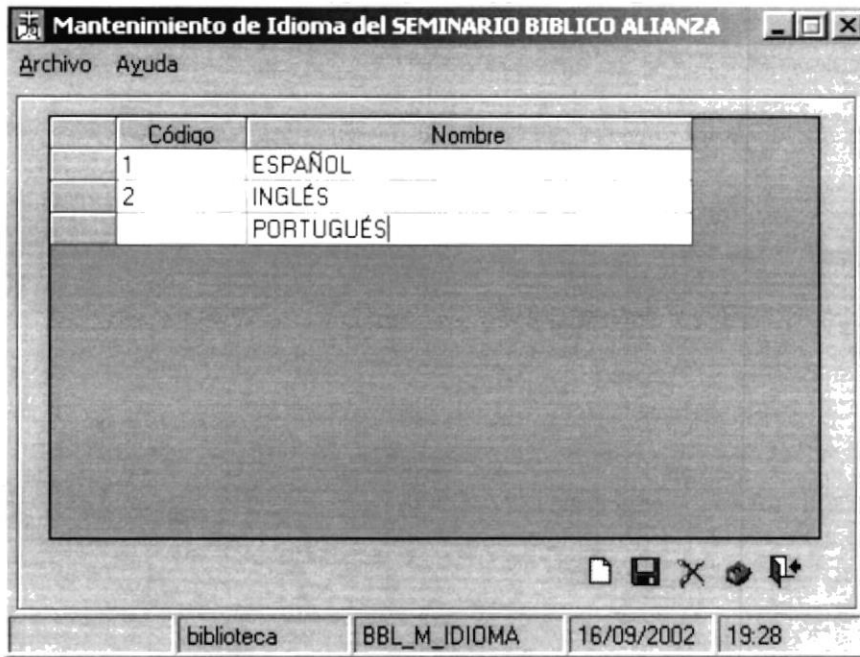 Mantenimiento de Idioma del SEMINARIO BIBLICO ALIANZA
Archivo Ayuda
Código Nombre
1 ESPAÑOL
2 INGLÉS
PORTUGUÉS
biblioteca BBL_M_IDIOMA 16/09/2002 19:28